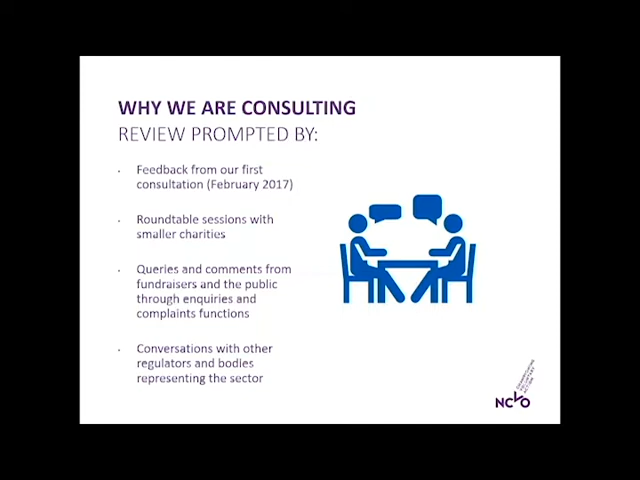 WHY WE ARE CONSULTING
REVIEW PROMPTED BY:
Feedback from our first
consultation (February 2017)
Roundtable sessions with
smaller charities
Queries and comments from
fundraisers and the public
through enquiries and
complaints functions
Conversations with other
regulators and bodies
representing the sector
NCVO